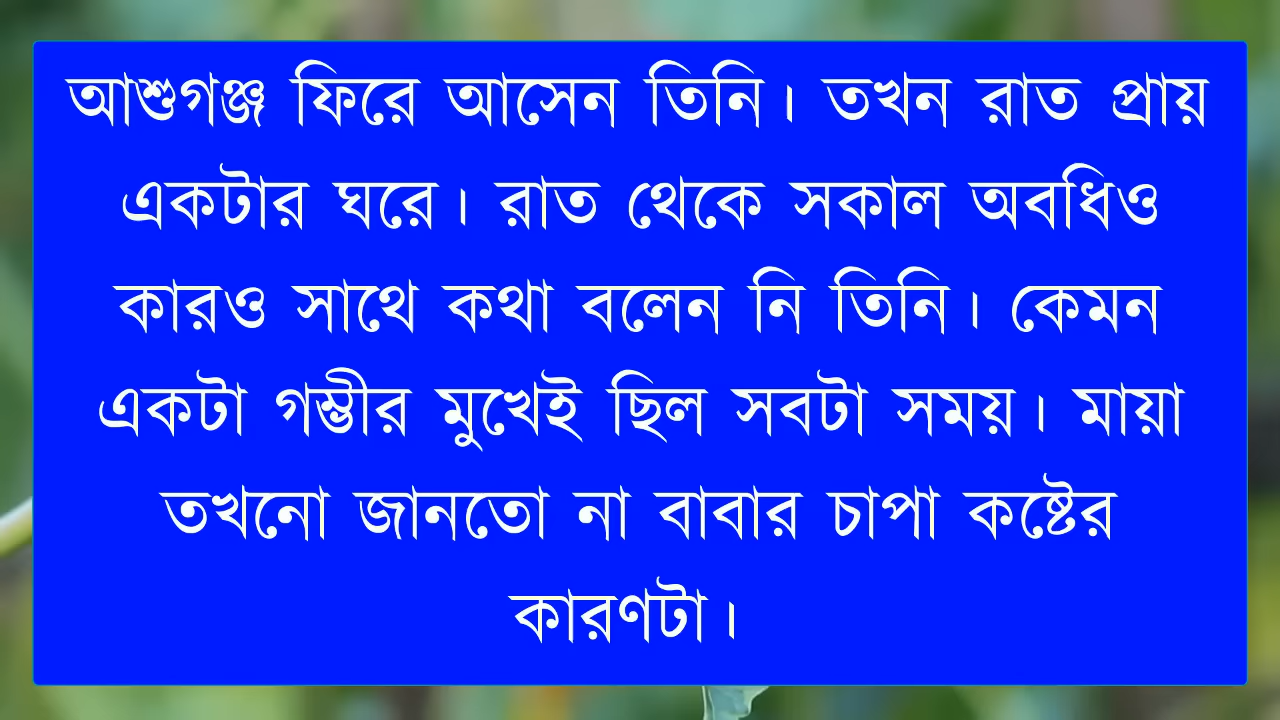 আশুগঞ্জ ফিরে আসেন তিনি। তখন রাত প্রায়
একটার ঘরে। রাত থেকে সকাল অবধিও
কারও সাথে কথা বলেন নি তিনি। কেমন
একটা গম্ভীর মুখেই ছিল সবটা সময়। মায়া
তখনো জানতো না বাবার চাপা কষ্টের
কারণটা।